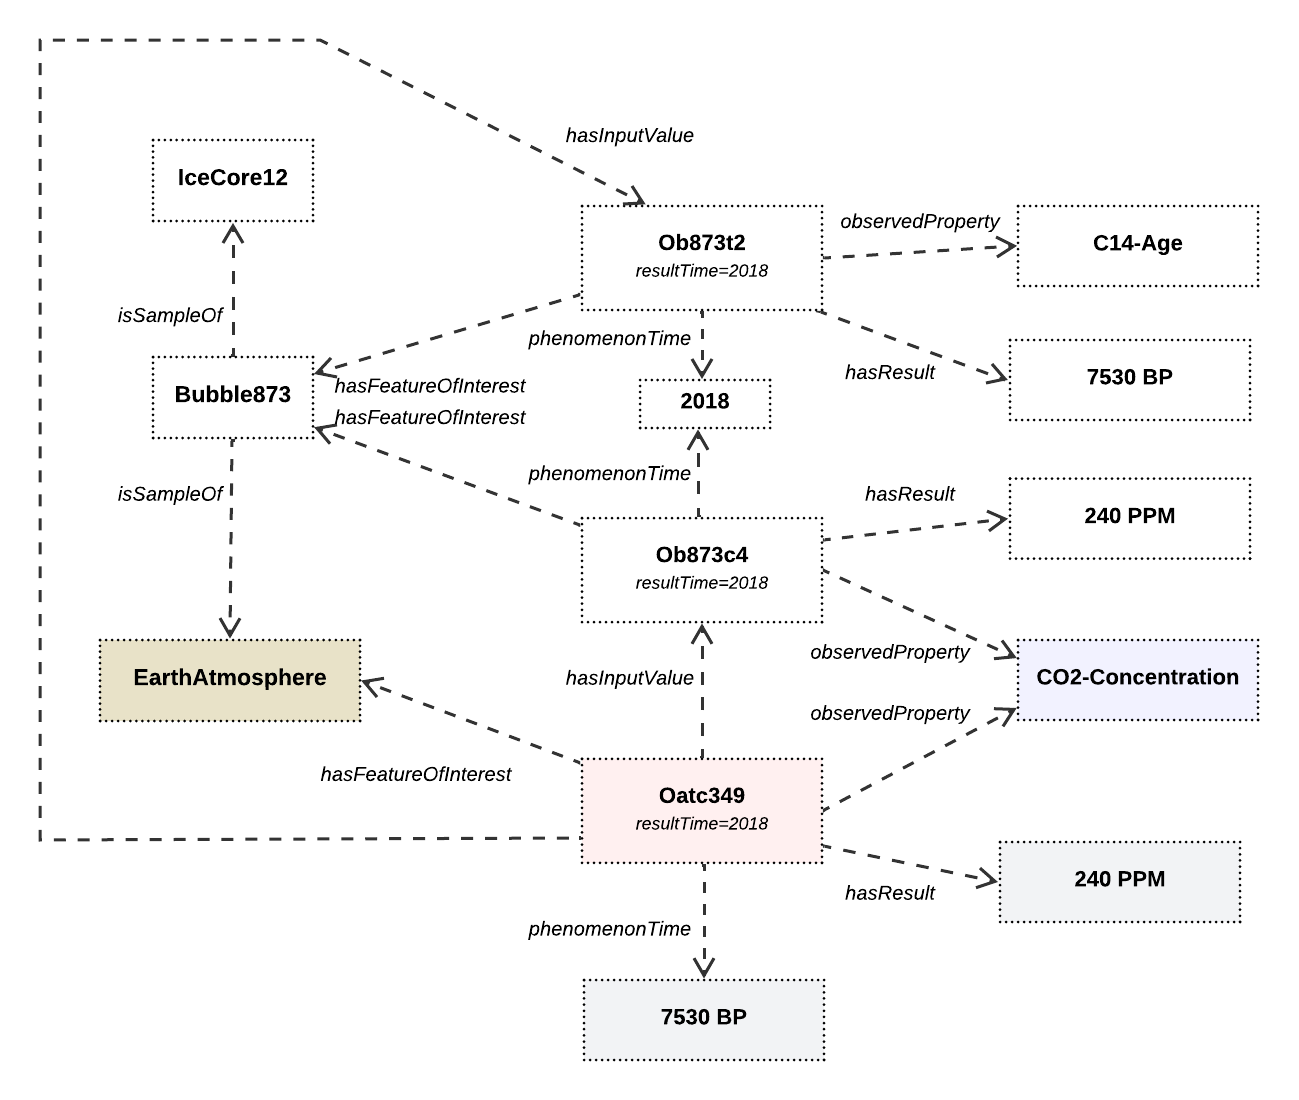 hasInputValue
IceCore12
Ob873t2
resultTime=2018
observedProperty
C14-Age
isSampleOf
phenomenonTime
hasResult
7530 BP
Bubble873
hasFeatureOfInterest
hasFeatureOfInterest
2018
isSampleOf
phenomenonTime
hasResult
240 PPM
Ob873c4
resultTime=2018
observedProperty
EarthAtmosphere
hasInputValue
CO2-Concentration
observedProperty
hasFeatureOfInterest
Oatc349
resultTime=2018
hasResult
240 PPM
phenomenonTime
7530 BP